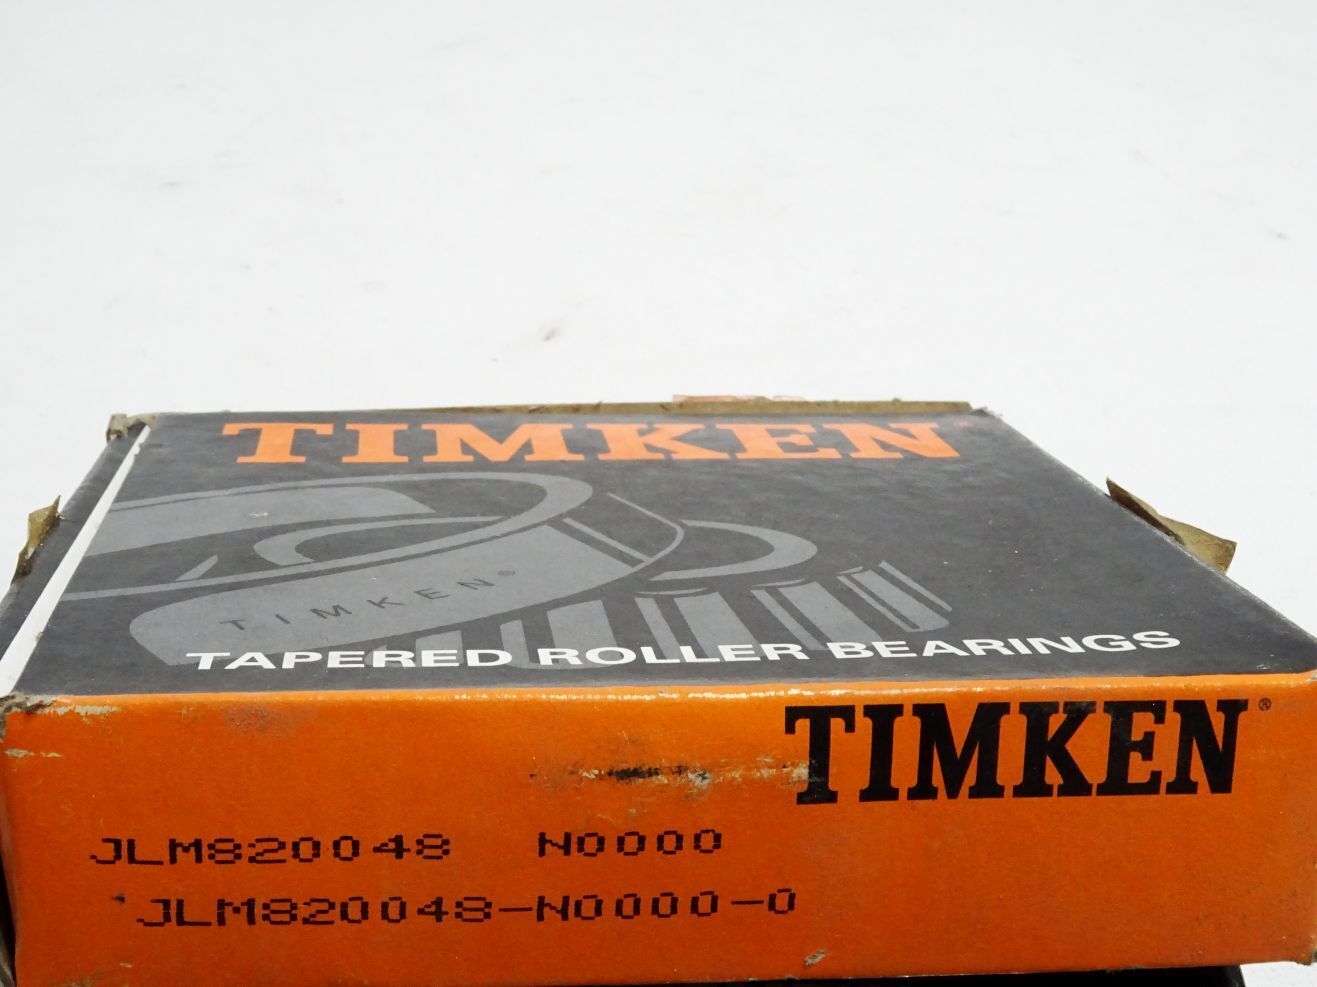 TIMKEN®
TIMKEN®
TAPERED ROLLER BEARINGS
TIMKEN®
JLM820048 N0000
JLM820048-N0000-0